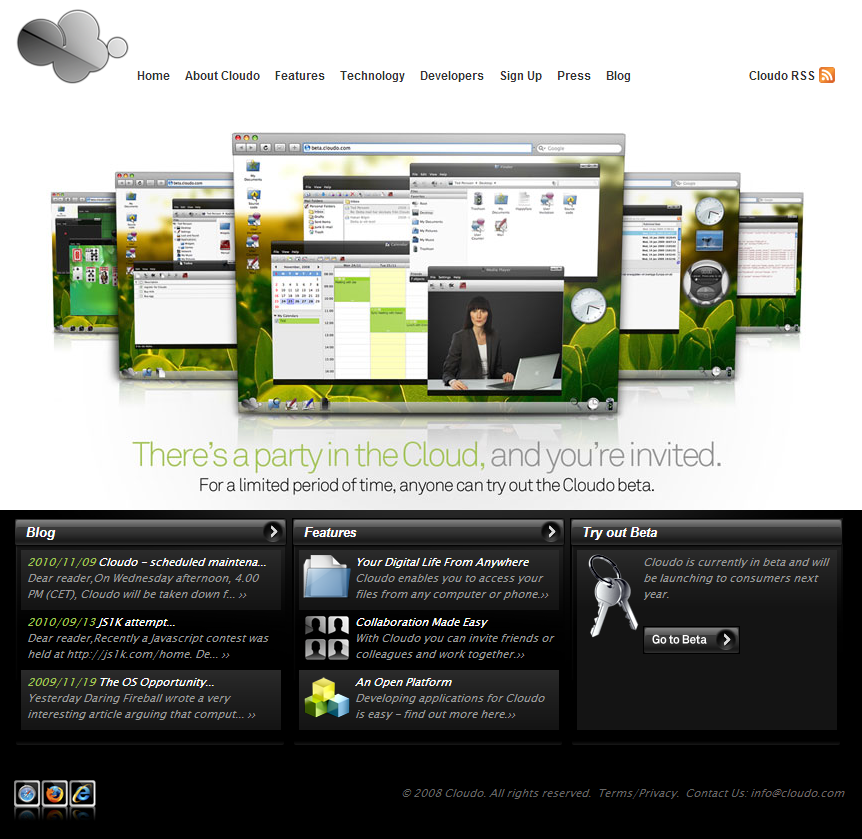 Home About Cloudo Features Technology Developers Sign Up Press Blog Cloudo RSS
beta.cloudo.com
Google
There's a party in the Cloud, and you're invited.
For a limited period of time, anyone can try out the Cloudo beta.
Blog
2010/11/09 Cloudo - scheduled maintena...
Dear reader,On Wednesday afternoon, 4.00
PM (CET), Cloudo will be taken down f... ››
2010/09/13 JS1K attempt...
Dear reader,Recently a Javascript contest was
held at http://js1k.com/home. De... ››
2009/11/19 The OS Opportunity...
Yesterday Daring Fireball wrote a very
interesting article arguing that comput... ››
Features
Your Digital Life From Anywhere
Cloudo enables you to access your
files from any computer or phone.››
Collaboration Made Easy
With Cloudo you can invite friends or
colleagues and work together.››
An Open Platform
Developing applications for Cloudo
is easy - find out more here.››
Try out Beta
Cloudo is currently in beta and will
be launching to consumers next
year.
Go to Beta
© 2008 Cloudo. All rights reserved. Terms/Privacy. Contact Us: info@cloudo.com